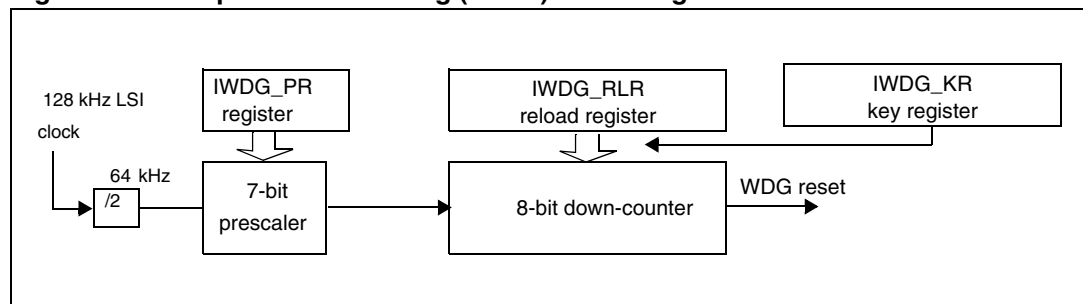 128 kHz LSI
clock
/2
64 kHz
IWDG_PR
register
7-bit
prescaler
IWDG_RLR
reload register
8-bit down-counter
IWDG_KR
key register
WDG reset